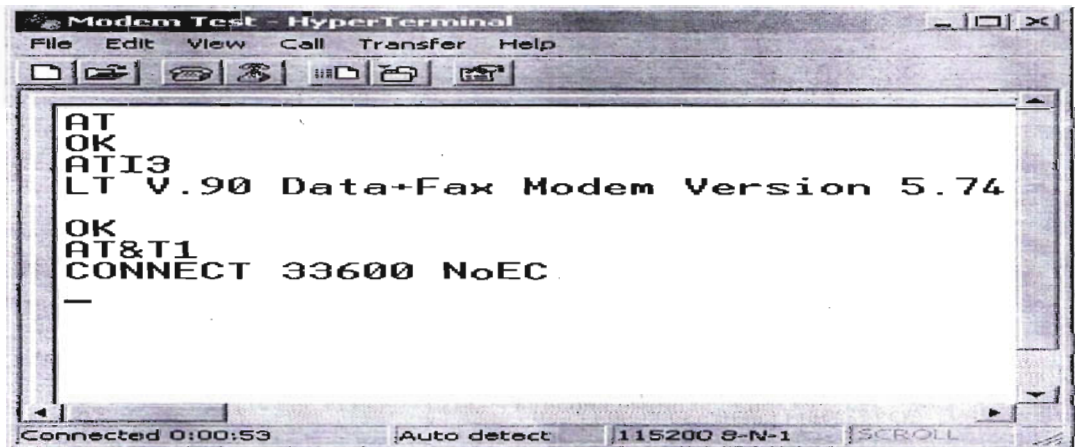 Modem Test - HyperTerminal
File Edit View Call Transfer Help
AT
OK
ATI3
LT V.90 Data+Fax Modem Version 5.74
OK
AT&T1
CONNECT 33600 NoEC
Connected 0:00:53 Auto detect 115200 8-N-1 SCROLL